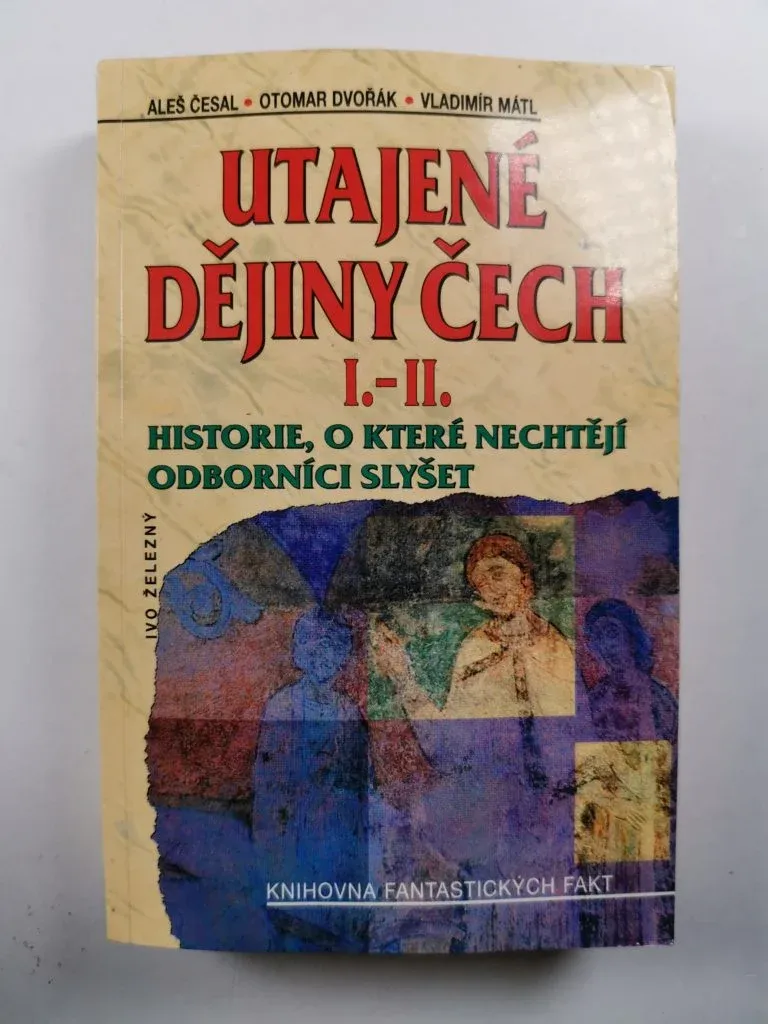 ALEŠ ČESAL • OTOMAR DVOŘÁK • VLADIMÍR MÁTL
UTAJENÉ
DĚJINY ČECH
I.-II.
HISTORIE, O KTERÉ NECHTĚJÍ
ODBORNÍCI SLYŠET
IVO ŽELEZNÝ
KNIHOVNA FANTASTICKÝCH FAKT